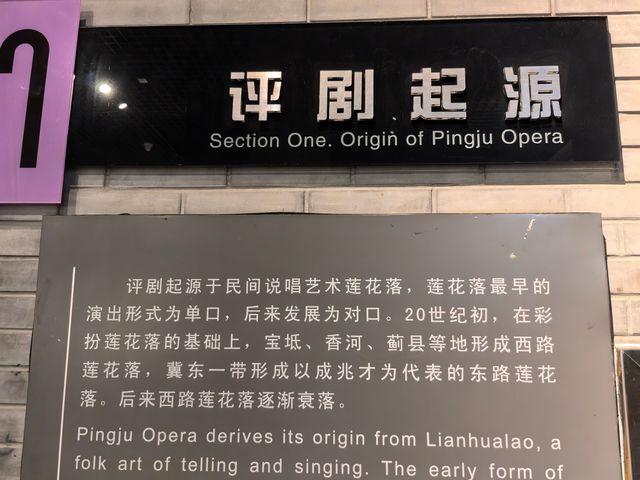 评剧起源
Section One. Origin of Pingju Opera
评剧起源于民间说唱艺术莲花落，莲花落最早的
演出形式为单口，后来发展为对口。20世纪初，在彩
扮莲花落的基础上，宝坻、香河、蓟县等地形成西路
莲花落，冀东一带形成以成兆才为代表的东路莲花
落。后来西路莲花落逐渐衰落。
Pingju Opera derives its origin from Lianhualao, a
folk art of telling and singing. The early form of